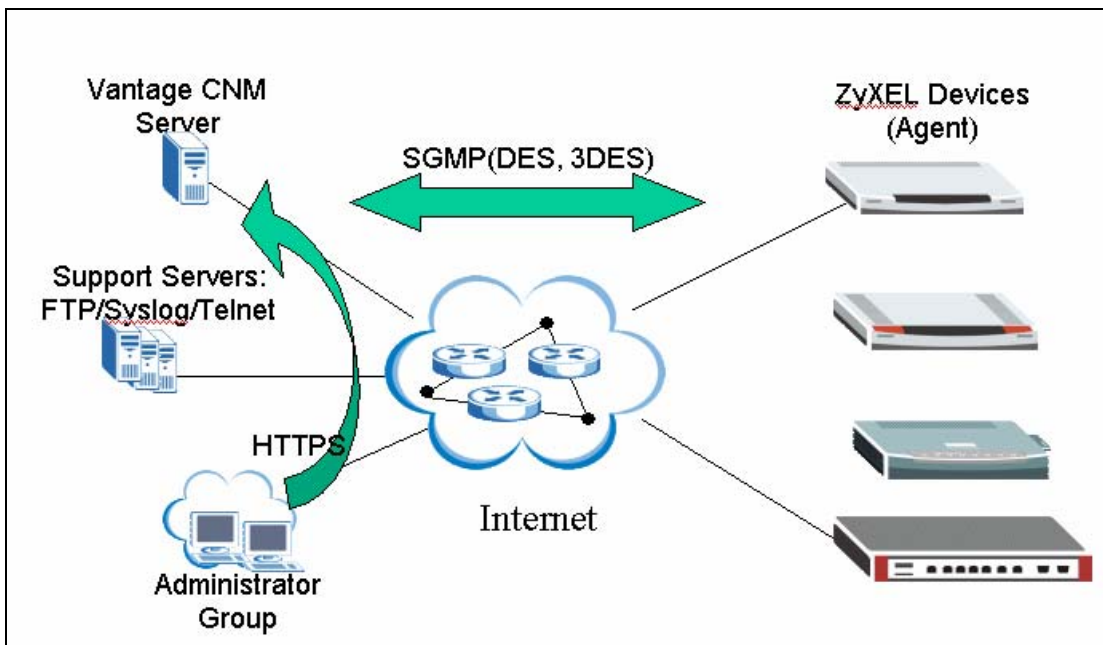 Vantage CNM
Server
ZyXEL Devices
(Agent)
SGMP(DES, 3DES)
Support Servers:
FTP/Syslog/Telnet
HTTPS
Internet
Administrator
Group